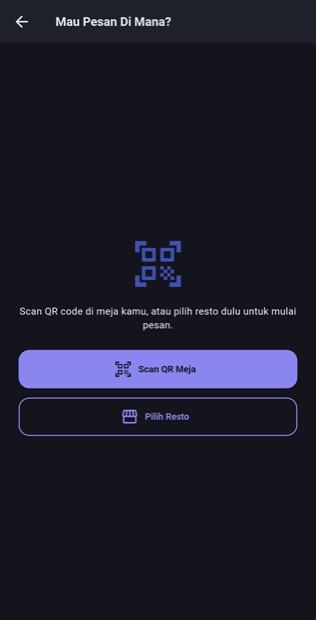 Mau Pesan Di Mana?
Scan QR code di meja kamu, atau pilih resto dulu untuk mulai
pesan.
Scan QR Meja
Pilih Resto